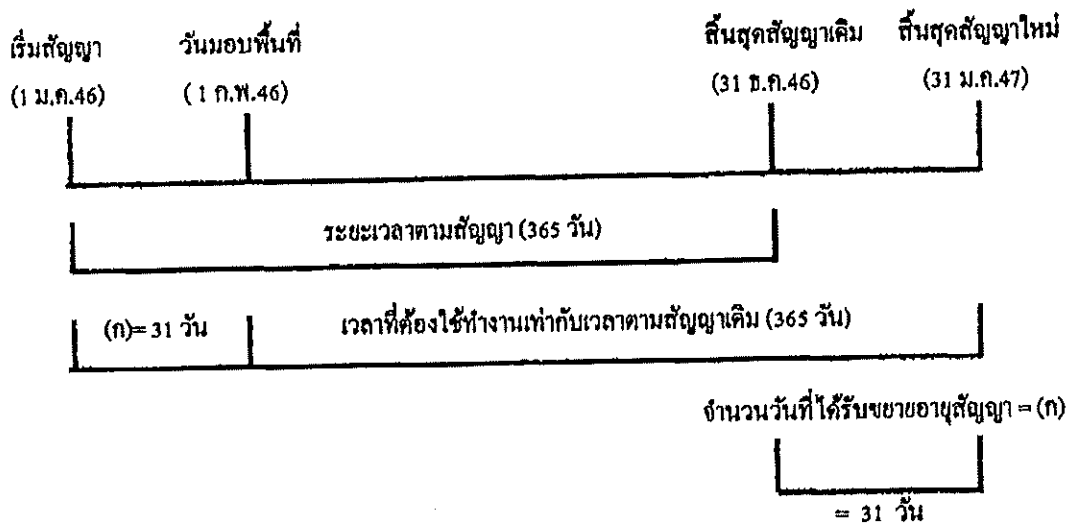 เริ่มสัญญา วันมอบพื้นที่ สิ้นสุดสัญญาเดิม สิ้นสุดสัญญาใหม่
(1 ม.ค.46) ( 1 ก.พ.46) (31 ธ.ค.46) (31 ม.ค.47)
ระยะเวลาตามสัญญา (365 วัน)
(ก)= 31 วัน เวลาที่ต้องใช้ทำงานเท่ากับเวลาตามสัญญาเดิม (365 วัน)
จำนวนวันที่ได้รับขยายอายุสัญญา = (ก)
= 31 วัน